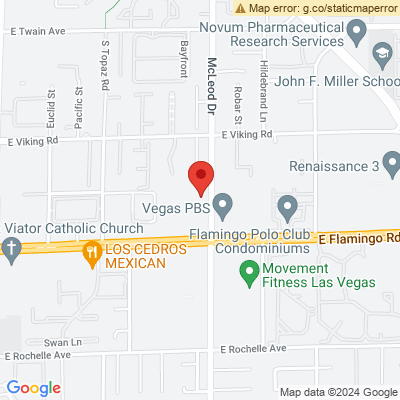 Map error: g.co/staticmaperror
E Twain Ave
Novum Pharmaceutical
Research Services
S Topaz Rd
Bayfront
McLeod Dr
Hildebrand Ln
John F. Miller Schoo
Euclid St
Pacific St
Robar St
E Viking Rd
E Viking Rd
Renaissance 3
Vegas PBS
Viator Catholic Church
Flamingo Polo Club
Condominiums
E Flamingo Rd
LOS CEDROS
MEXICAN
Movement
Fitness Las Vegas
Swan Ln
E Rochelle Ave
E Rochelle Ave
Google
Map data ©2024 Google